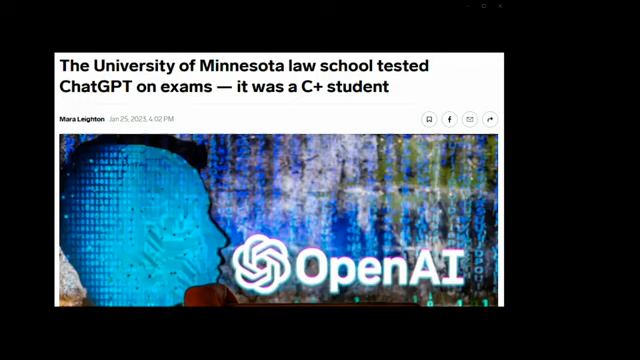 The University of Minnesota law school tested
ChatGPT on exams — it was a C+ student
Mara Leighton Jan 25, 2023, 4:02 PM
OpenAI